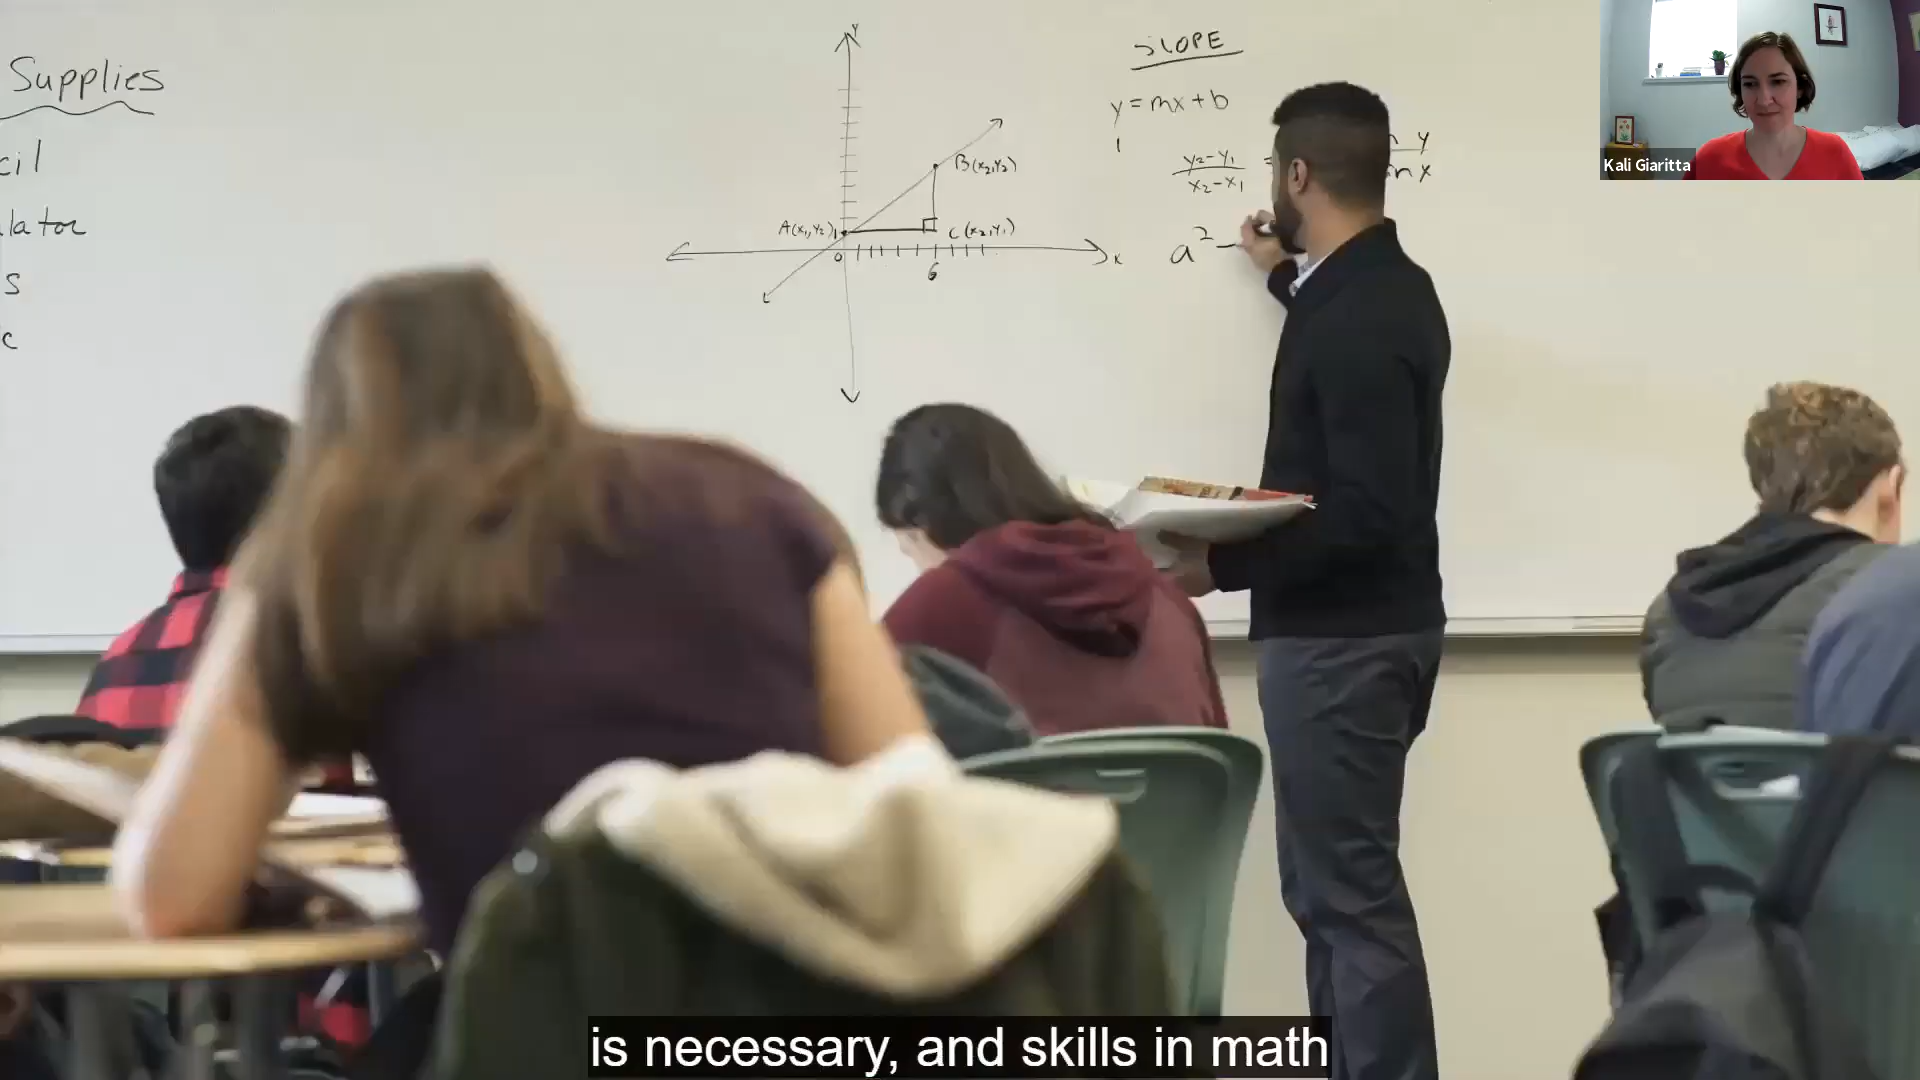 Supplies
cil
lator
s
c
Y
B(x2,y2)
A(x1,y2)
C(x2,y1)
0
6
x
SLOPE
y=mx+b
y2-y1
x2-x1
=
n y
n x
a²
Kali Giaritta
is necessary, and skills in math